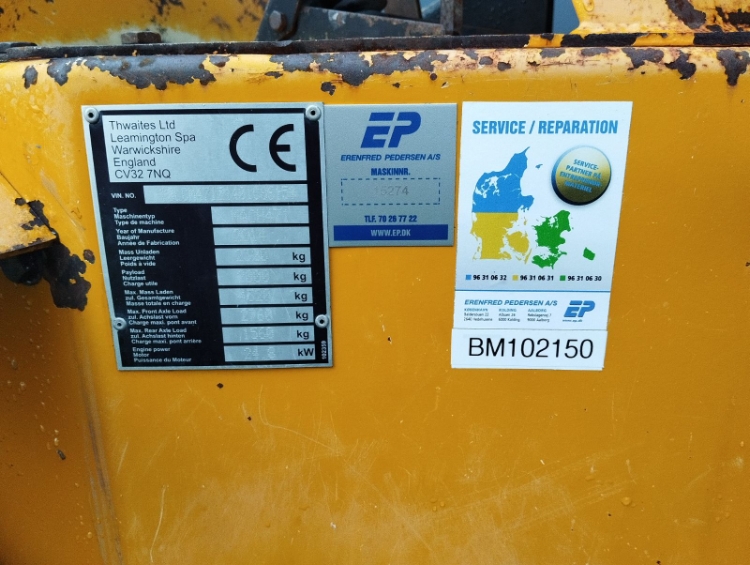 Thwaites Ltd
Leamington Spa
Warwickshire
England
CV32 7NQ
CE
VIN. NO.
Type
Maschinentyp
Type de machine
Year of Manufacture
Baujahr
Année de Fabrication
Mass Unladen
Leergewicht
Poids à vide
kg
Payload
Nutzlast
Charge utile
kg
Max. Mass Laden
zul. Gesamtgewicht
Masse totale en charge
kg
Max. Front Axle Load
zul. Achslast vorn
Charge maxi. pont avant
kg
Max. Rear Axle Load
zul. Achslast hinten
Charge maxi. pont arrière
kg
Engine power
Motor
Puissance du Moteur
kW
EP
ERENFRED PEDERSEN A/S
MASKINNR.
TLF. 70 26 77 22
WWW.EP.DK
SERVICE / REPARATION
SERVICE-
PARTNER PÅ
96 31 06 32
96 31 06 31
96 31 06 30
ERENFRED PEDERSEN A/S
EP
BM102150